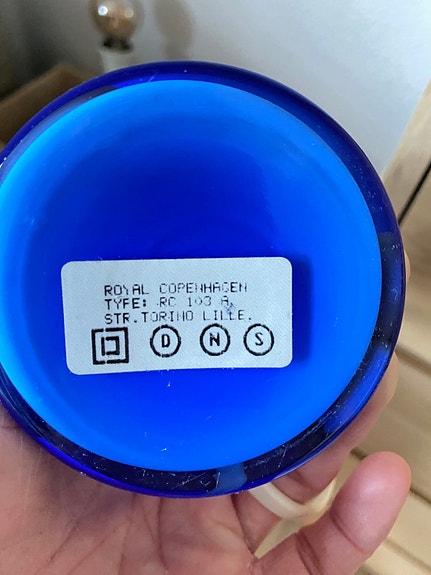 ROYAL COPENHAGEN
TYPE: RC 103 A.
STR.TORINO LILLE.
D N S